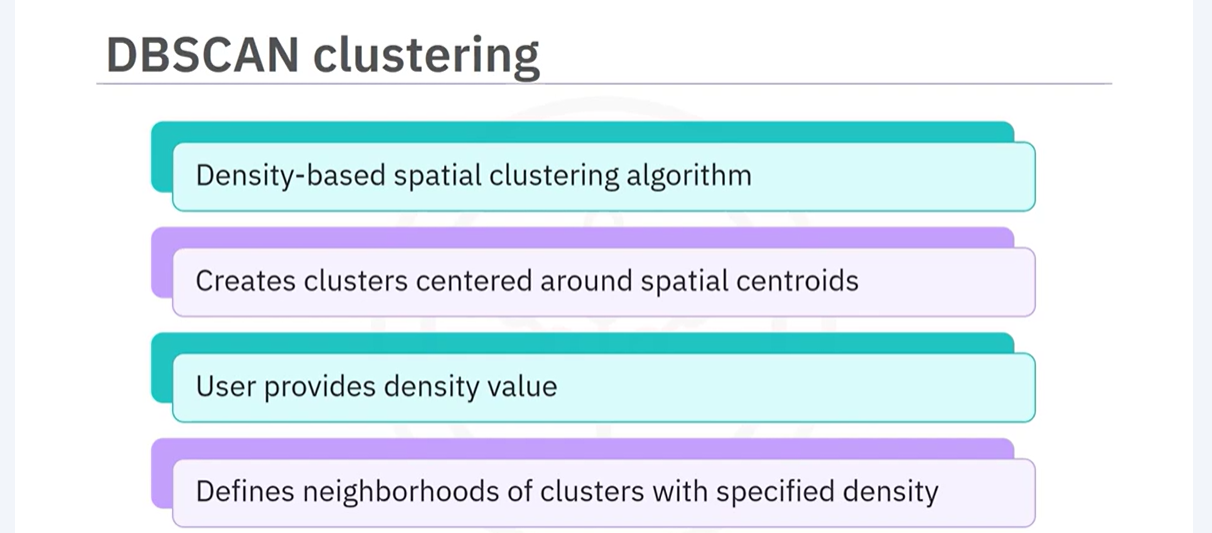 DBSCAN clustering
Density-based spatial clustering algorithm
Creates clusters centered around spatial centroids
User provides density value
Defines neighborhoods of clusters with specified density